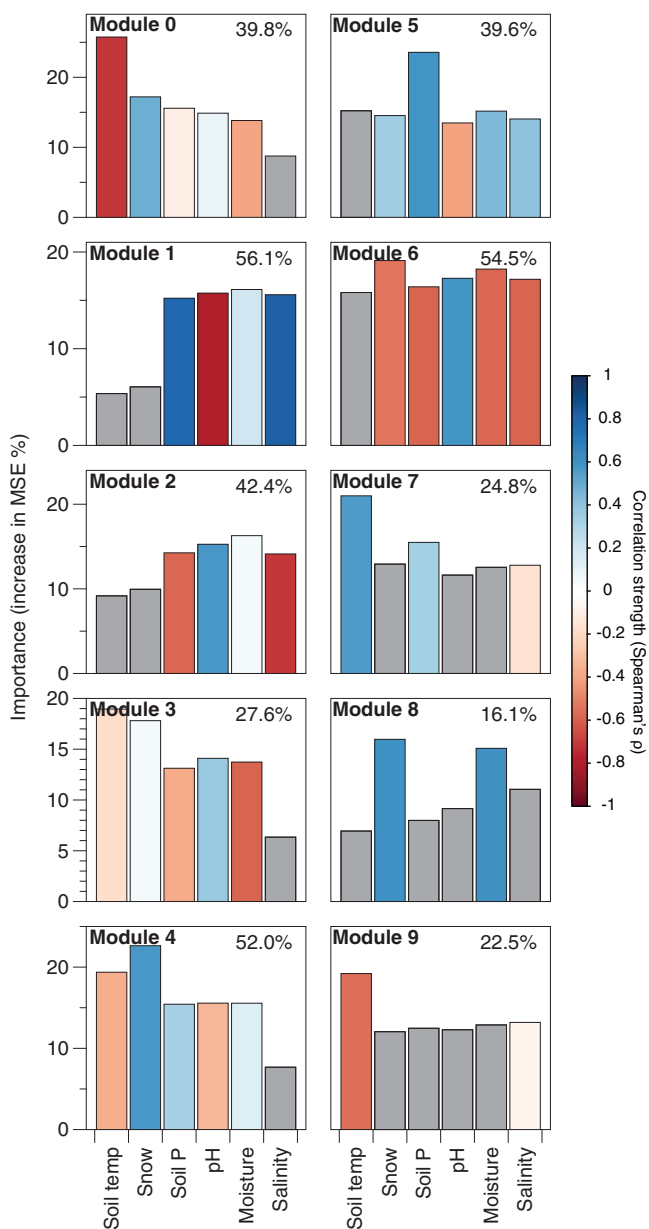 Module 0 39.8%
Module 5 39.6%
20
10
0
Module 1 56.1%
Module 6 54.5%
20
10
0
Module 2 42.4%
Module 7 24.8%
20
10
0
Module 3 27.6%
Module 8 16.1%
20
15
10
5
0
Module 4 52.0%
Module 9 22.5%
20
10
0
Importance (increase in MSE %)
Soil temp
Snow
Soil P
pH
Moisture
Salinity
Soil temp
Snow
Soil P
pH
Moisture
Salinity
1
0.8
0.6
0.4
0.2
0
-0.2
-0.4
-0.6
-0.8
-1
Correlation strength (Spearman's ρ)